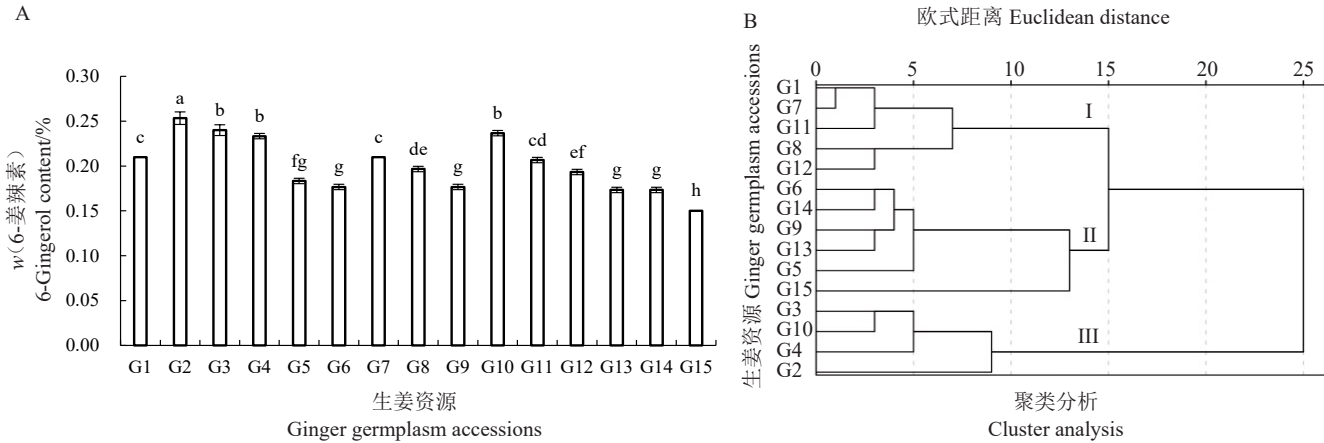 A
w（6-姜辣素）
6-Gingerol content/%
0.30
0.25
0.20
0.15
0.10
0.05
0.00
c
a
b
b
fg
g
c
de
g
b
cd
ef
g
g
h
G1 G2 G3 G4 G5 G6 G7 G8 G9 G10 G11 G12 G13 G14 G15
生姜资源
Ginger germplasm accessions
B
欧式距离 Euclidean distance
0 5 10 15 20 25
生姜资源 Ginger germplasm accessions
G1
G7
G11
G8
G12
G6
G14
G9
G13
G5
G15
G3
G10
G4
G2
I
II
III
聚类分析
Cluster analysis